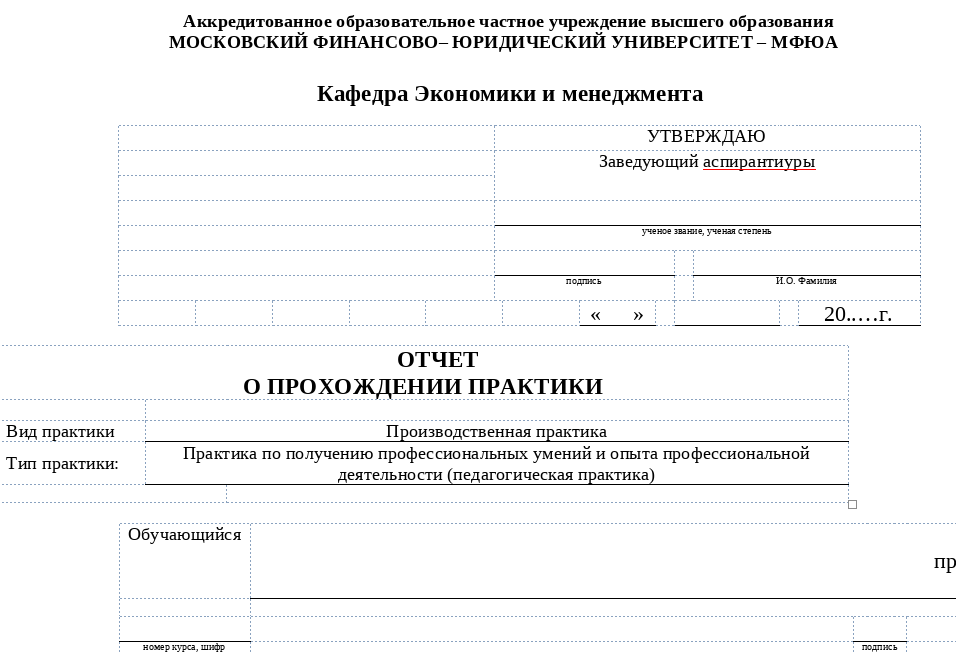 Аккредитованное образовательное частное учреждение высшего образования
МОСКОВСКИЙ ФИНАНСОВО– ЮРИДИЧЕСКИЙ УНИВЕРСИТЕТ – МФЮА
Кафедра Экономики и менеджмента
УТВЕРЖДАЮ
Заведующий аспирантиуры
ученое звание, ученая степень
подпись И.О. Фамилия
« » 20..…г.
ОТЧЕТ
О ПРОХОЖДЕНИИ ПРАКТИКИ
Вид практики Производственная практика
Тип практики: Практика по получению профессиональных умений и опыта профессиональной
деятельности (педагогическая практика)
Обучающийся
пр
номер курса, шифр подпись